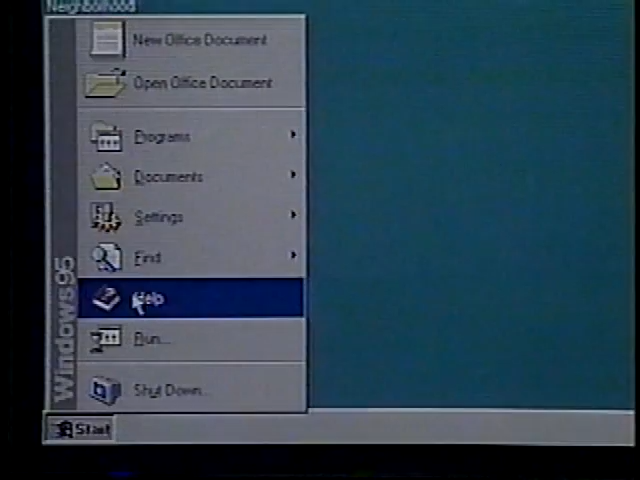 Neighborhood
New Office Document
Open Office Document
Programs
Documents
Settings
Find
Help
Run...
Shut Down...
Windows95
Start